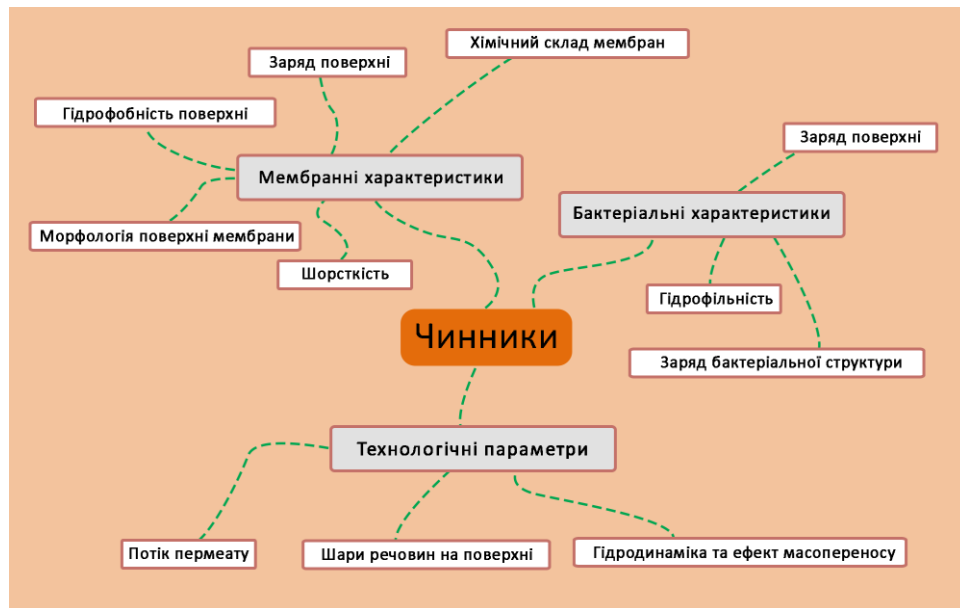 Хімічний склад мембран
Заряд поверхні
Гідрофобність поверхні
Мембранні характеристики
Морфологія поверхні мембрани
Шорсткість
Заряд поверхні
Бактеріальні характеристики
Гідрофільність
Заряд бактеріальної структури
Чинники
Технологічні параметри
Потік пермеату
Шари речовин на поверхні
Гідродинаміка та ефект масопереносу